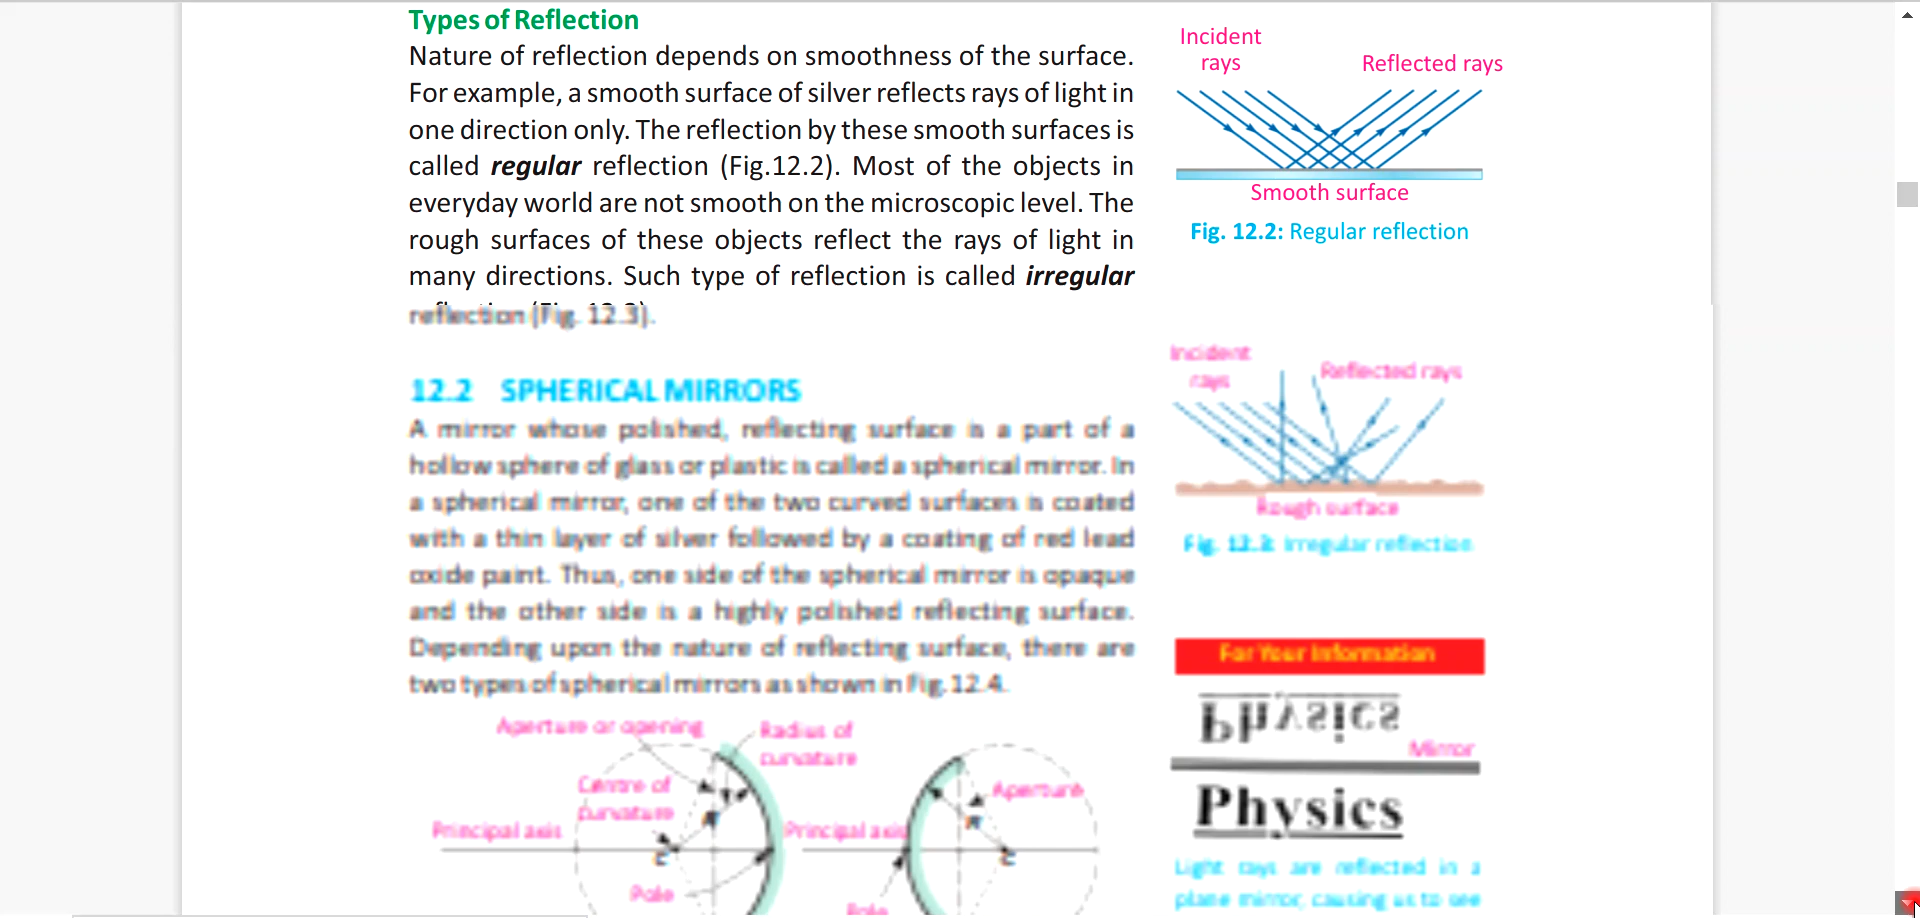 Types of Reflection
Nature of reflection depends on smoothness of the surface.
For example, a smooth surface of silver reflects rays of light in
one direction only. The reflection by these smooth surfaces is
called regular reflection (Fig.12.2). Most of the objects in
everyday world are not smooth on the microscopic level. The
rough surfaces of these objects reflect the rays of light in
many directions. Such type of reflection is called irregular
reflection (Fig. 12.3).
12.2 SPHERICAL MIRRORS
A mirror whose polished, reflecting surface is a part of a
hollow sphere of glass or plastic is called a spherical mirror. In
a spherical mirror, one of the two curved surfaces is coated
with a thin layer of silver followed by a coating of red lead
oxide paint. Thus, one side of the spherical mirror is opaque
and the other side is a highly polished reflecting surface.
Depending upon the nature of reflecting surface, there are
two types of spherical mirrors as shown in Fig.12.4.
Aperture or opening
Radius of
curvature
Centre of
curvature
Principal axis
R
C
Pole
Principal axis
Aperture
R
C
Pole
Incident
rays
Reflected rays
Smooth surface
Fig. 12.2: Regular reflection
Incident
rays
Reflected rays
Rough surface
Fig. 12.3: Irregular reflection
For Your Information
Physics
Mirror
Physics
Light rays are reflected in a
plane mirror, causing us to see